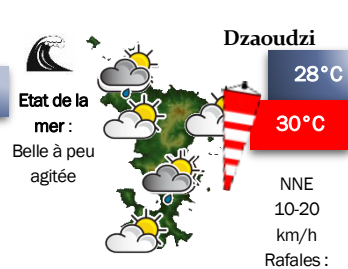 Dzaoudzi
28°C
30°C
Etat de la
mer :
Belle à peu
agitée
NNE
10-20
km/h
Rafales :